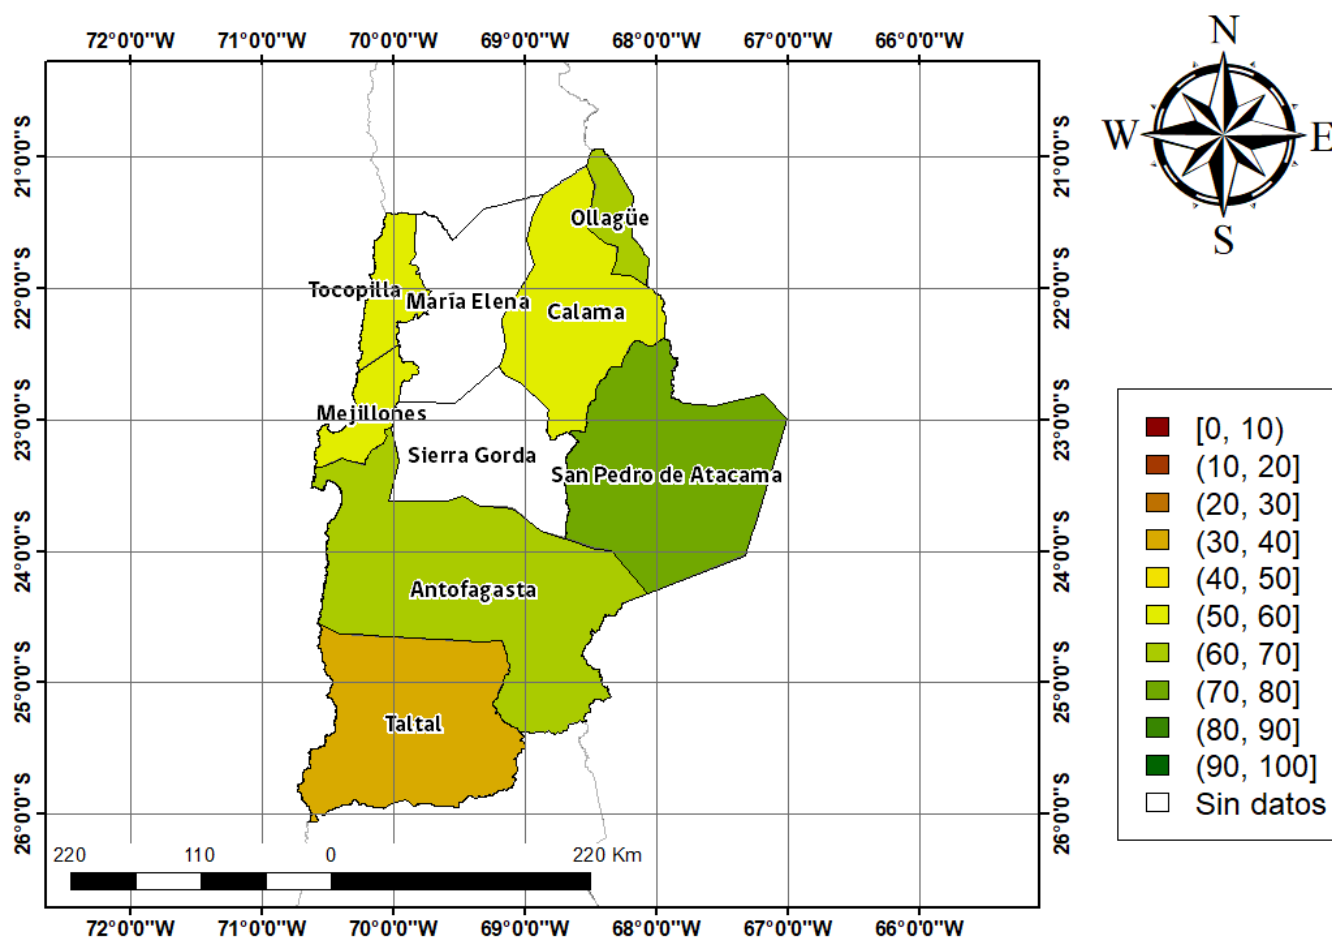 72°0'0"W 71°0'0"W 70°0'0"W 69°0'0"W 68°0'0"W 67°0'0"W 66°0'0"W
N
W E
S
21°0'0"S 21°0'0"S
Ollagüe
22°0'0"S 22°0'0"S
Tocopilla
María Elena
Calama
23°0'0"S 23°0'0"S
Mejillones
Sierra Gorda
San Pedro de Atacama
24°0'0"S 24°0'0"S
Antofagasta
25°0'0"S 25°0'0"S
Taltal
26°0'0"S 26°0'0"S
[0, 10)
(10, 20]
(20, 30]
(30, 40]
(40, 50]
(50, 60]
(60, 70]
(70, 80]
(80, 90]
(90, 100]
Sin datos
220 110 0 220 Km
72°0'0"W 71°0'0"W 70°0'0"W 69°0'0"W 68°0'0"W 67°0'0"W 66°0'0"W